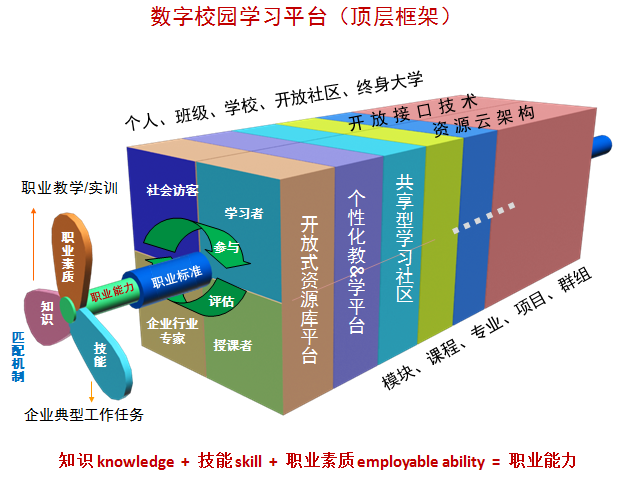 数字校园学习平台（顶层框架）
个人、班级、学校、开放社区、终身大学
开放接口技术
资源云架构
职业教学/实训
社会访客
学习者
参与
职业素质
职业标准
职业能力
知识
评估
技能
企业行业
专家
授课者
匹配机制
企业典型工作任务
开放式资源库平台
个性化教&学平台
共享型学习社区
模块、课程、专业、项目、群组
知识 knowledge + 技能 skill + 职业素质 employable ability = 职业能力